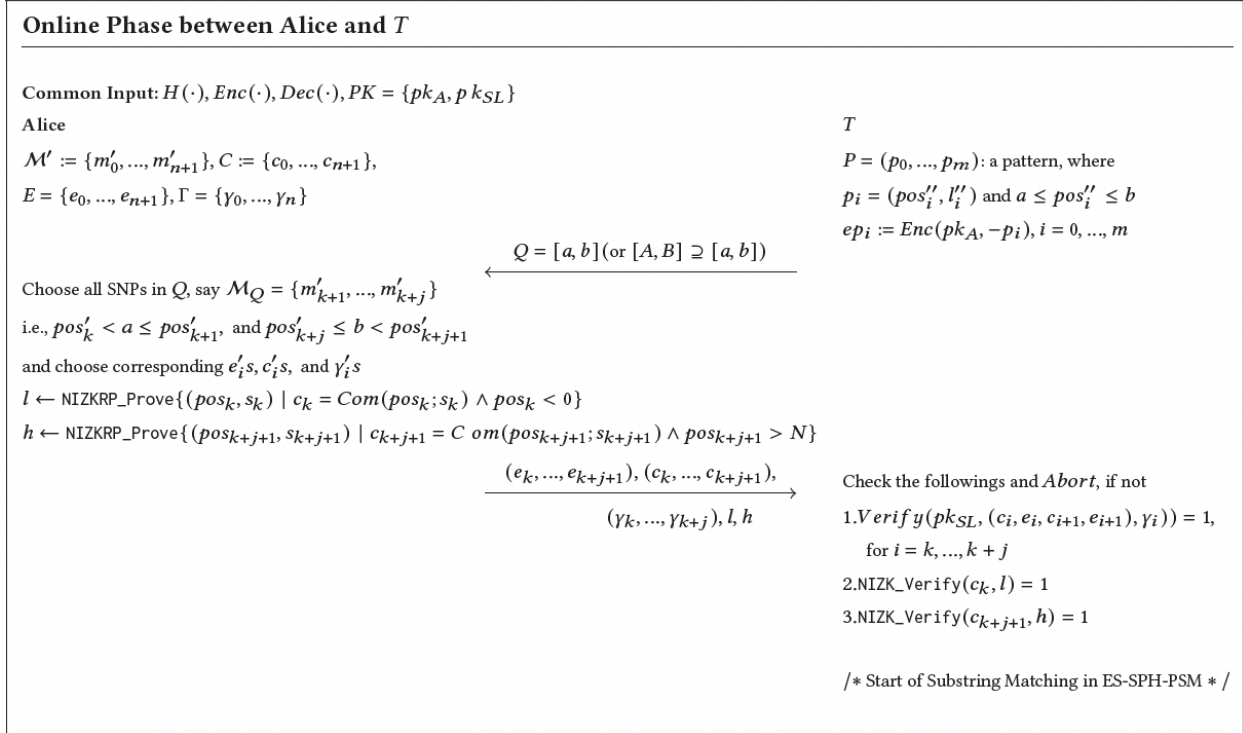 Online Phase between Alice and T
Common Input: H(·), Enc(·), Dec(·), PK = {pk_A, pk_SL}
Alice
T
M′ := {m′_0, ..., m′_{n+1}}, C := {c_0, ..., c_{n+1}},
P = (p_0, ..., p_m): a pattern, where
E = {e_0, ..., e_{n+1}}, Γ = {γ_0, ..., γ_n}
p_i = (pos″_i, l″_i) and a ≤ pos″_i ≤ b
ep_i := Enc(pk_A, −p_i), i = 0, ..., m
Q = [a, b](or [A, B] ⊇ [a, b])
Choose all SNPs in Q, say M_Q = {m′_{k+1}, ..., m′_{k+j}}
i.e., pos′_k < a ≤ pos′_{k+1}, and pos′_{k+j} ≤ b < pos′_{k+j+1}
and choose corresponding e′_i s, c′_i s, and γ′_i s
l ← NIZKRP_Prove{(pos_k, s_k) | c_k = Com(pos_k; s_k) ∧ pos_k < 0}
h ← NIZKRP_Prove{(pos_{k+j+1}, s_{k+j+1}) | c_{k+j+1} = C om(pos_{k+j+1}; s_{k+j+1}) ∧ pos_{k+j+1} > N}
(e_k, ..., e_{k+j+1}), (c_k, ..., c_{k+j+1}),
(γ_k, ..., γ_{k+j}), l, h
Check the followings and Abort, if not
1.Verify(pk_SL, (c_i, e_i, c_{i+1}, e_{i+1}), γ_i)) = 1,
for i = k, ..., k + j
2.NIZK_Verify(c_k, l) = 1
3.NIZK_Verify(c_{k+j+1}, h) = 1
/* Start of Substring Matching in ES-SPH-PSM * /